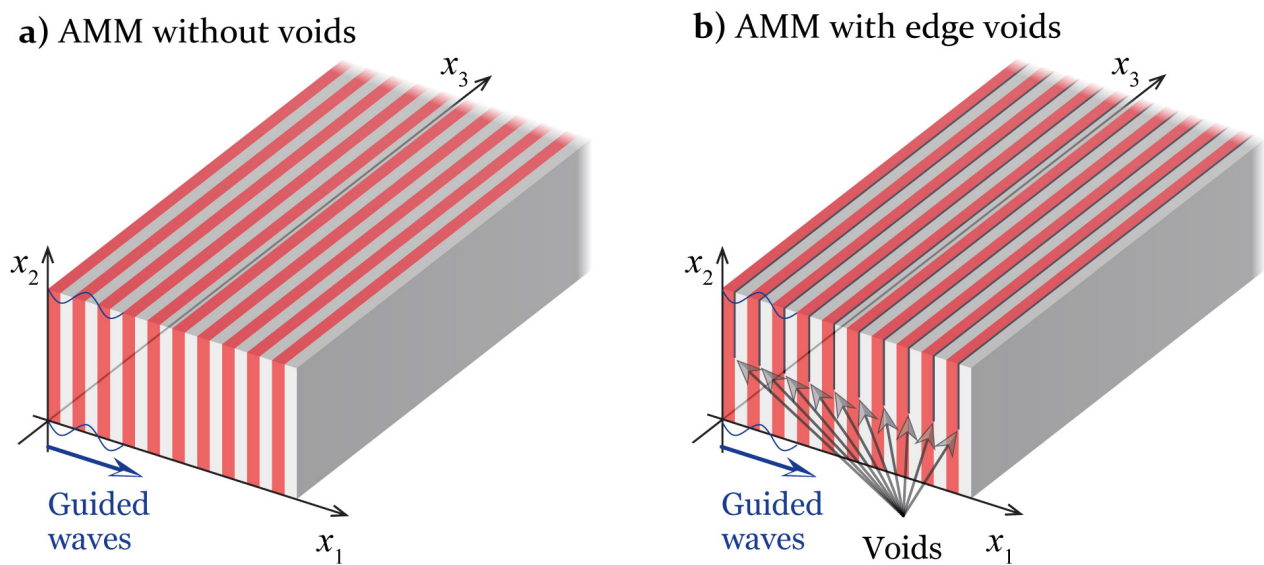 a) AMM without voids
x3
x2
Guided
waves
x1
b) AMM with edge voids
x3
x2
Guided
waves
Voids
x1